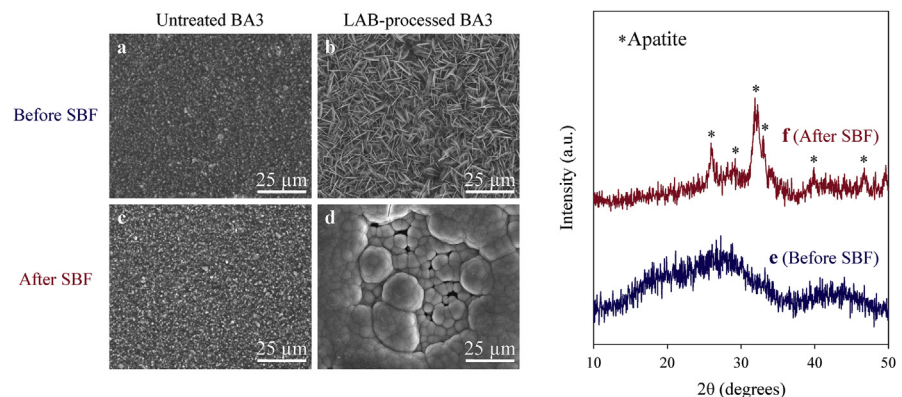 Untreated BA3
LAB-processed BA3
Before SBF
After SBF
a
25 μm
b
25 μm
c
25 μm
d
25 μm
Intensity (a.u.)
*Apatite
*
*
*
*
*
*
f (After SBF)
e (Before SBF)
10
20
30
40
50
2θ (degrees)